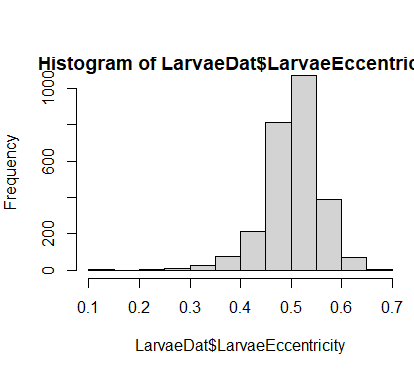 Histogram of LarvaeDat$LarvaeEccentric
Frequency
1000
600
200
0
0.1 0.2 0.3 0.4 0.5 0.6 0.7
LarvaeDat$LarvaeEccentricity